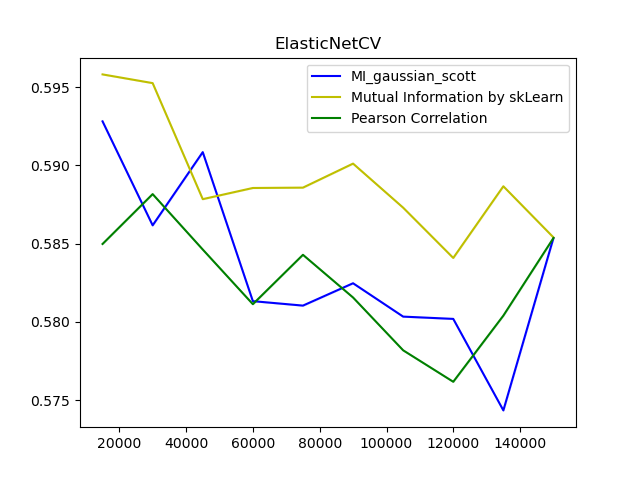 ElasticNetCV
MI_gaussian_scott
Mutual Information by skLearn
Pearson Correlation
0.595
0.590
0.585
0.580
0.575
20000 40000 60000 80000 100000 120000 140000